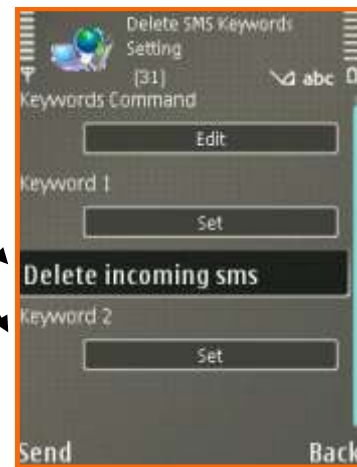 Delete SMS Keywords
Setting
[31]
abc
Keywords Command
Edit
Keyword 1
Set
Delete incoming sms
Keyword 2
Set
Send
Back